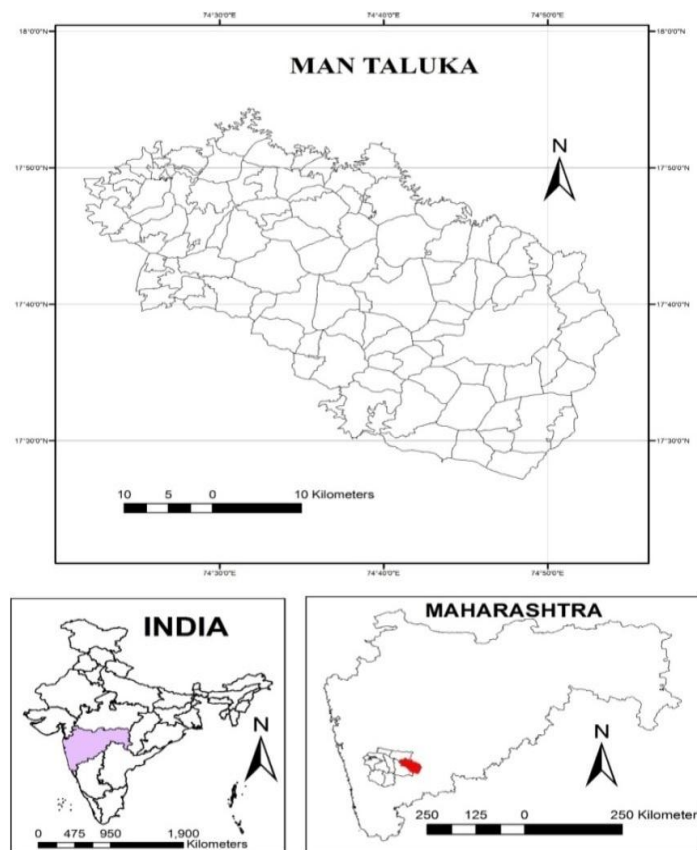 74°30'0"E 74°40'0"E 74°50'0"E
18°0'0"N 18°0'0"N
MAN TALUKA
N
17°50'0"N 17°50'0"N
17°40'0"N 17°40'0"N
17°30'0"N 17°30'0"N
10 5 0 10 Kilometers
74°30'0"E 74°40'0"E 74°50'0"E
INDIA
N
0 475 950 1,900
Kilometers
MAHARASHTRA
N
250 125 0 250 Kilometer